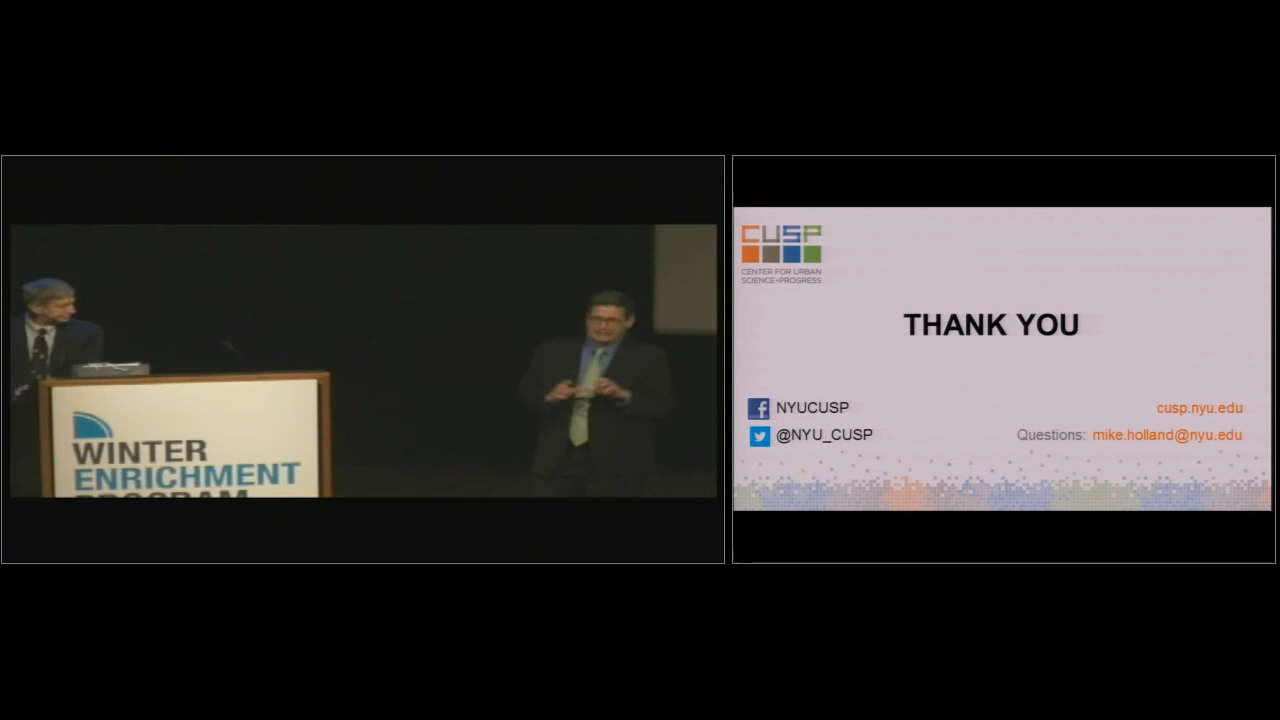 WINTER
ENRICHMENT
PROGRAM
CUSP
CENTER FOR URBAN
SCIENCE+PROGRESS
THANK YOU
NYUCUSP
@NYU_CUSP
cusp.nyu.edu
Questions: mike.holland@nyu.edu